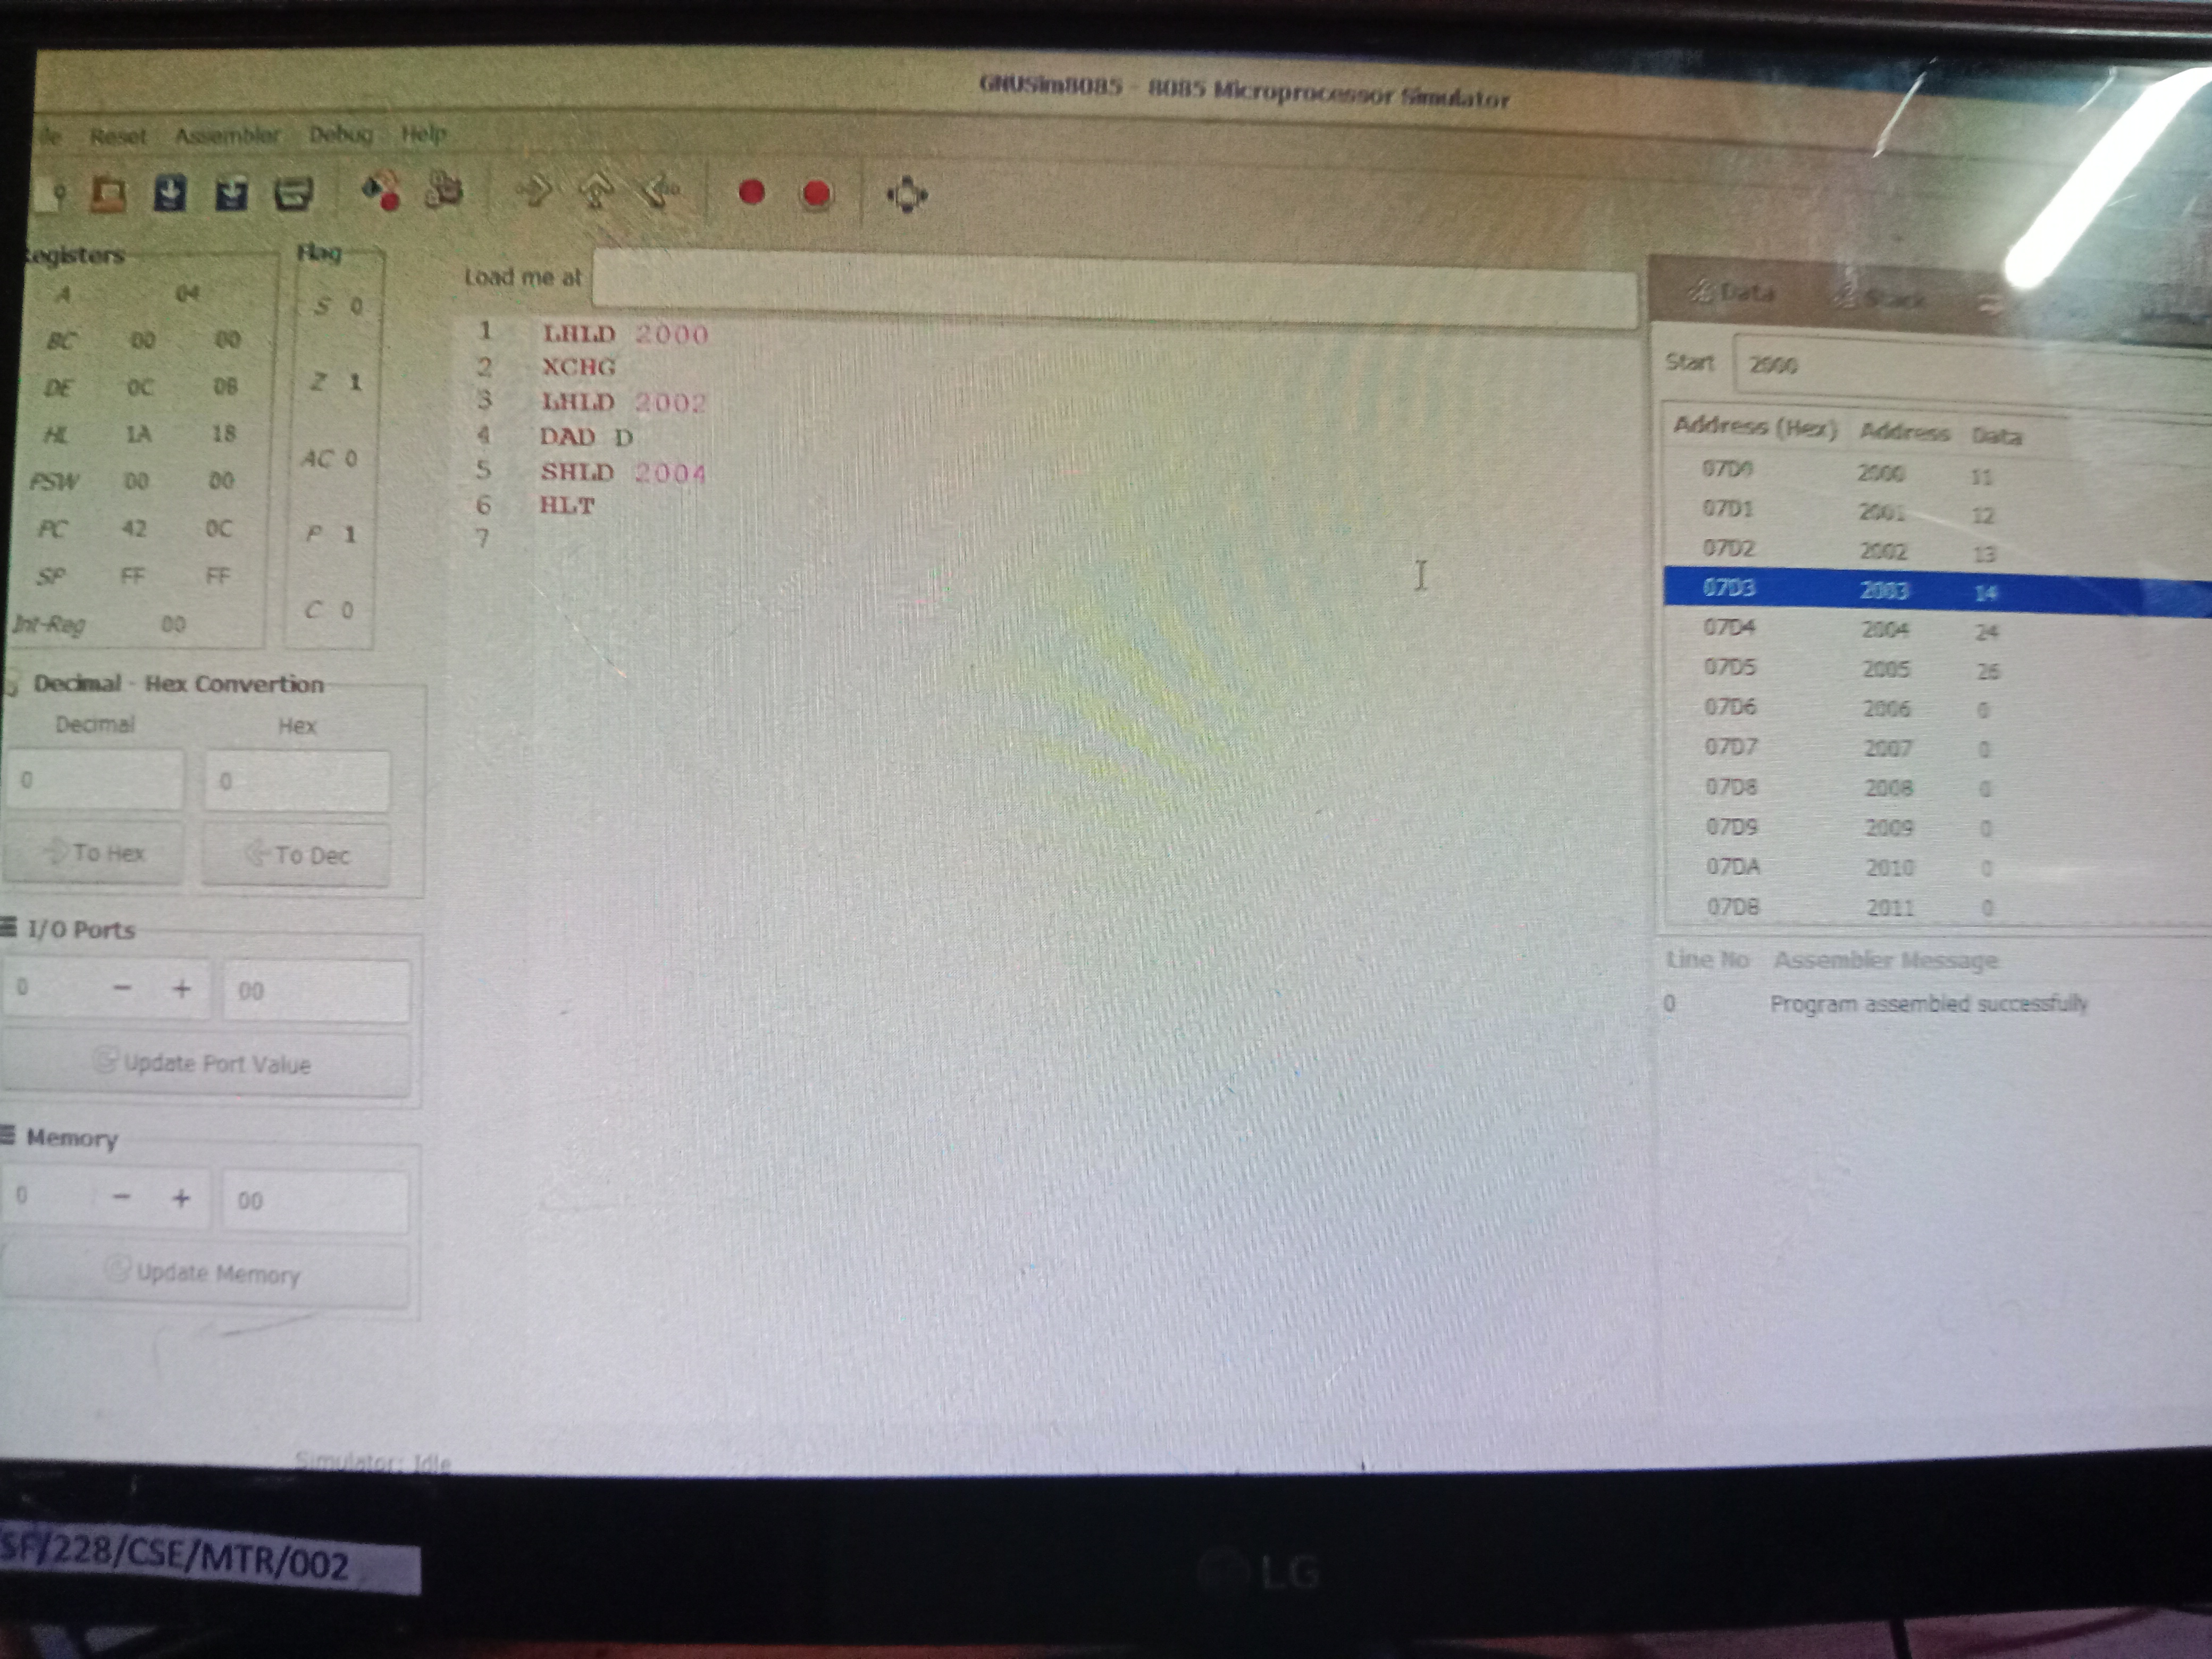 GNUSim8085 - 8085 Microprocessor Simulator
ile Reset Assembler Debug Help
Registers
A 04
BC 00 00
DE 0C 0B
HL 1A 18
PSW 00 00
PC 42 0C
SP FF FF
Int-Reg 00
Flag
S 0
Z 1
AC 0
P 1
C 0
Decimal - Hex Convertion
Decimal Hex
0 0
To Hex To Dec
I/O Ports
0 - + 00
Update Port Value
Memory
0 - + 00
Update Memory
Load me at
1 LHLD 2000
2 XCHG
3 LHLD 2002
4 DAD D
5 SHLD 2004
6 HLT
7
Data Stack
Start 2000
Address (Hex) Address Data
07D0 2000 11
07D1 2001 12
07D2 2002 13
07D3 2003 14
07D4 2004 24
07D5 2005 26
07D6 2006 0
07D7 2007 0
07D8 2008 0
07D9 2009 0
07DA 2010 0
07DB 2011 0
Line No Assembler Message
0 Program assembled successfully
Simulator: Idle
SF/228/CSE/MTR/002
LG